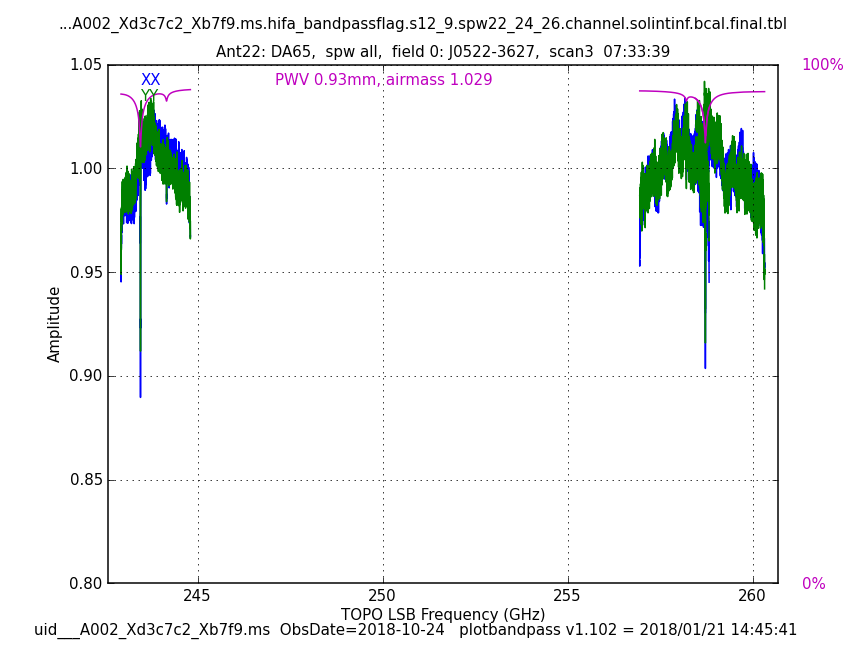 ...A002_Xd3c7c2_Xb7f9.ms.hifa_bandpassflag.s12_9.spw22_24_26.channel.solintinf.bcal.final.tbl
Ant22: DA65,  spw all,  field 0: J0522-3627,  scan3  07:33:39
1.05
XX
YY
PWV 0.93mm, airmass 1.029
100%
1.00
0.95
Amplitude
0.90
0.85
0.80
0%
245
250
255
260
TOPO LSB Frequency (GHz)
uid___A002_Xd3c7c2_Xb7f9.ms  ObsDate=2018-10-24   plotbandpass v1.102 = 2018/01/21 14:45:41